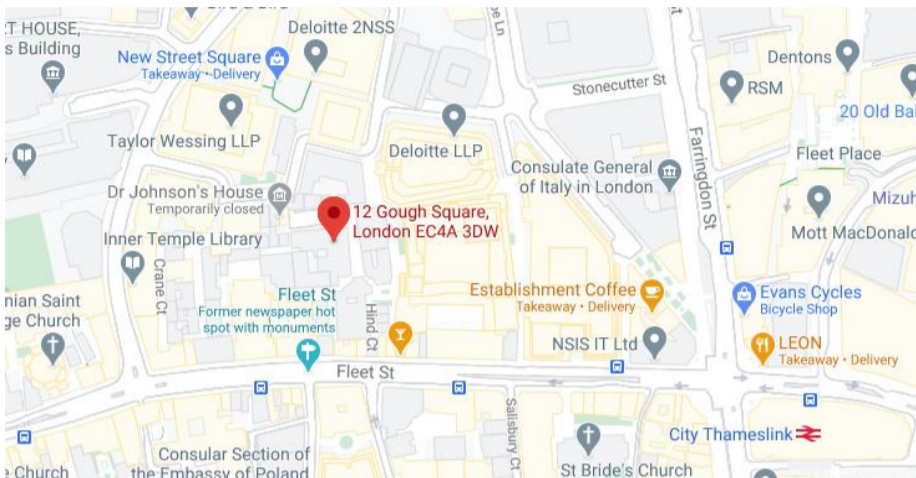 Deloitte 2NSS
T HOUSE,
s Building
New Street Square
Takeaway • Delivery
Stonecutter St
Dentons
RSM
20 Old Bai
Taylor Wessing LLP
Deloitte LLP
Consulate General
of Italy in London
Farringdon St
Fleet Place
Dr Johnson's House
Temporarily closed
12 Gough Square,
London EC4A 3DW
Mizuh
Mott MacDonald
Inner Temple Library
Crane Ct
nian Saint
ge Church
Fleet St
Former newspaper hot
spot with monuments
Hind Ct
Establishment Coffee
Takeaway • Delivery
Evans Cycles
Bicycle Shop
NSIS IT Ltd
LEON
Takeaway • Delivery
Fleet St
Salisbury Ct
City Thameslink
Consular Section of
the Embassy of Poland
St Bride's Church
e Church